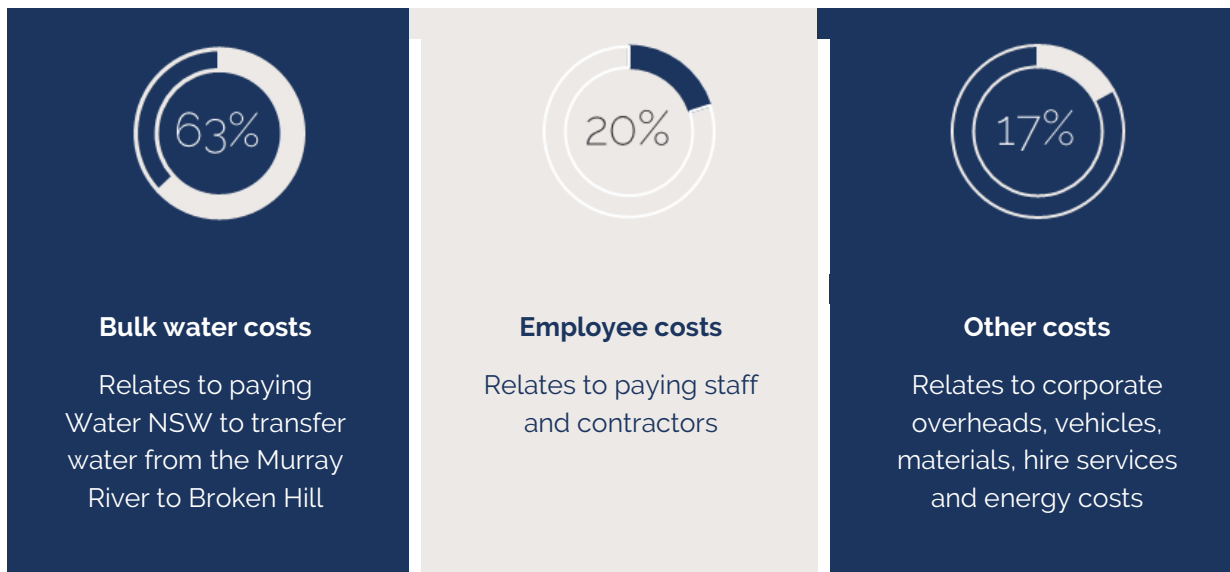 63%
Bulk water costs
Relates to paying
Water NSW to transfer
water from the Murray
River to Broken Hill
20%
Employee costs
Relates to paying staff
and contractors
17%
Other costs
Relates to corporate
overheads, vehicles,
materials, hire services
and energy costs